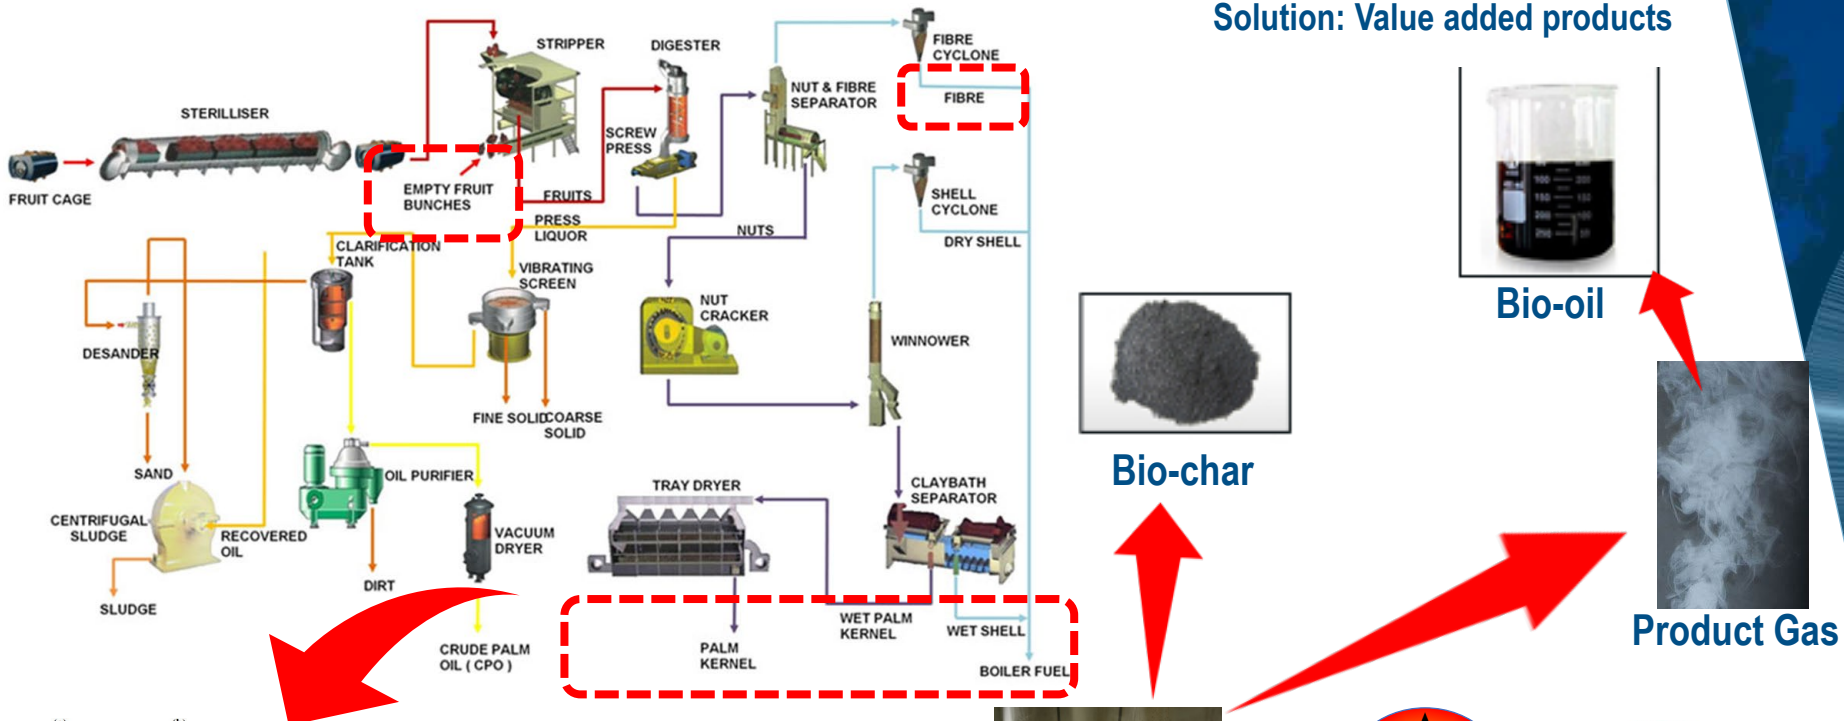 Solution: Value added products
STRIPPER
DIGESTER
FIBRE
CYCLONE
NUT & FIBRE
SEPARATOR
FIBRE
STERILLISER
SCREW
PRESS
FRUIT CAGE
EMPTY FRUIT
BUNCHES
FRUITS
SHELL
CYCLONE
PRESS
LIQUOR
NUTS
DRY SHELL
CLARIFICATION
TANK
VIBRATING
SCREEN
NUT
CRACKER
WINNOWER
DESANDER
Bio-oil
FINE SOLID
COARSE
SOLID
SAND
OIL PURIFIER
TRAY DRYER
CLAYBATH
SEPARATOR
Bio-char
CENTRIFUGAL
SLUDGE
RECOVERED
OIL
VACUUM
DRYER
DIRT
SLUDGE
WET PALM
KERNEL
WET SHELL
CRUDE PALM
OIL ( CPO )
PALM
KERNEL
BOILER FUEL
Product Gas